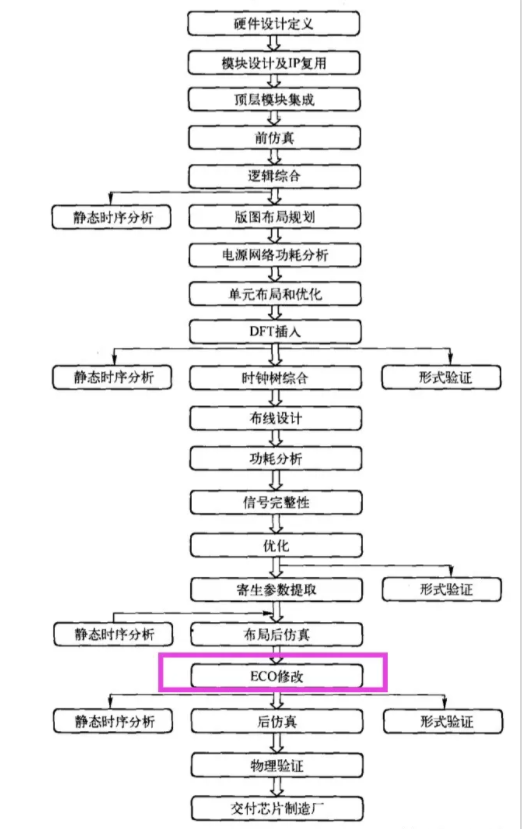 硬件设计定义
模块设计及IP复用
顶层模块集成
前仿真
逻辑综合
静态时序分析
版图布局规划
电源网络功耗分析
单元布局和优化
DFT插入
静态时序分析
时钟树综合
形式验证
布线设计
功耗分析
信号完整性
优化
寄生参数提取
形式验证
静态时序分析
布局后仿真
ECO修改
静态时序分析
后仿真
形式验证
物理验证
交付芯片制造厂